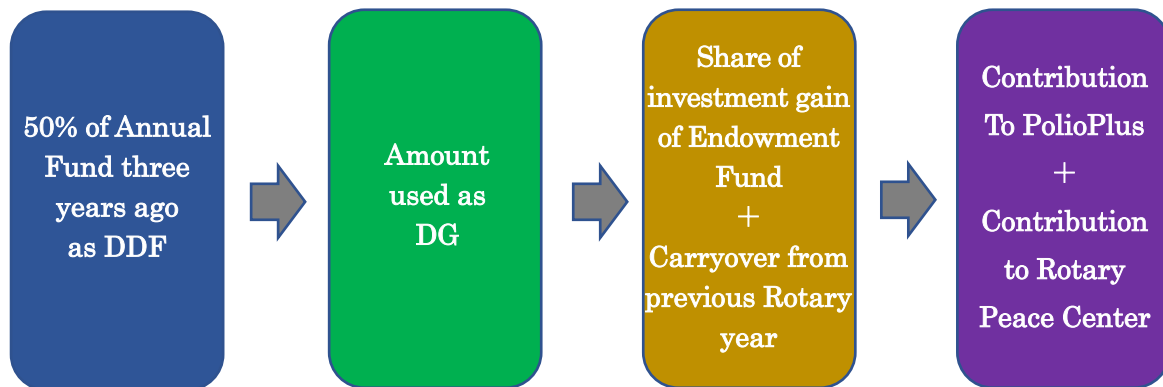 50% of Annual
Fund three
years ago
as DDF
Amount
used as
DG
Share of
investment gain
of Endowment
Fund
+
Carryover from
previous Rotary
year
Contribution
To PolioPlus
+
Contribution
to Rotary
Peace Center